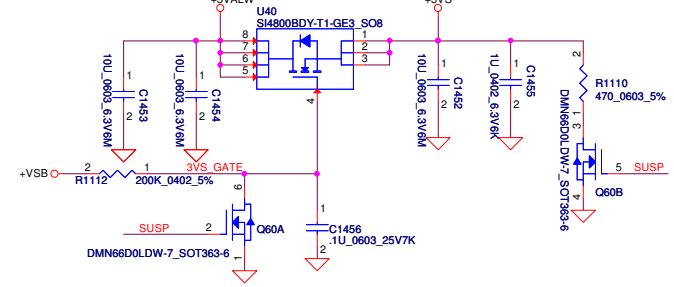 +3VALW
+3VS
U40
SI4800BDY-T1-GE3_SO8
8
7
6
5
1
2
3
4
10U_0603_6.3V6M
1
2
C1453
10U_0603_6.3V6M
1
2
C1454
10U_0603_6.3V6M
1
2
C1452
1U_0402_6.3V6K
1
2
C1455
2
R1110
470_0603_5%
1
DMN66D0LDW-7_SOT363-6
3
5
SUSP
Q60B
4
+VSB
2
1
3VS_GATE
R1112
200K_0402_5%
6
SUSP
2
Q60A
1
DMN66D0LDW-7_SOT363-6
1
C1456
.1U_0603_25V7K
2